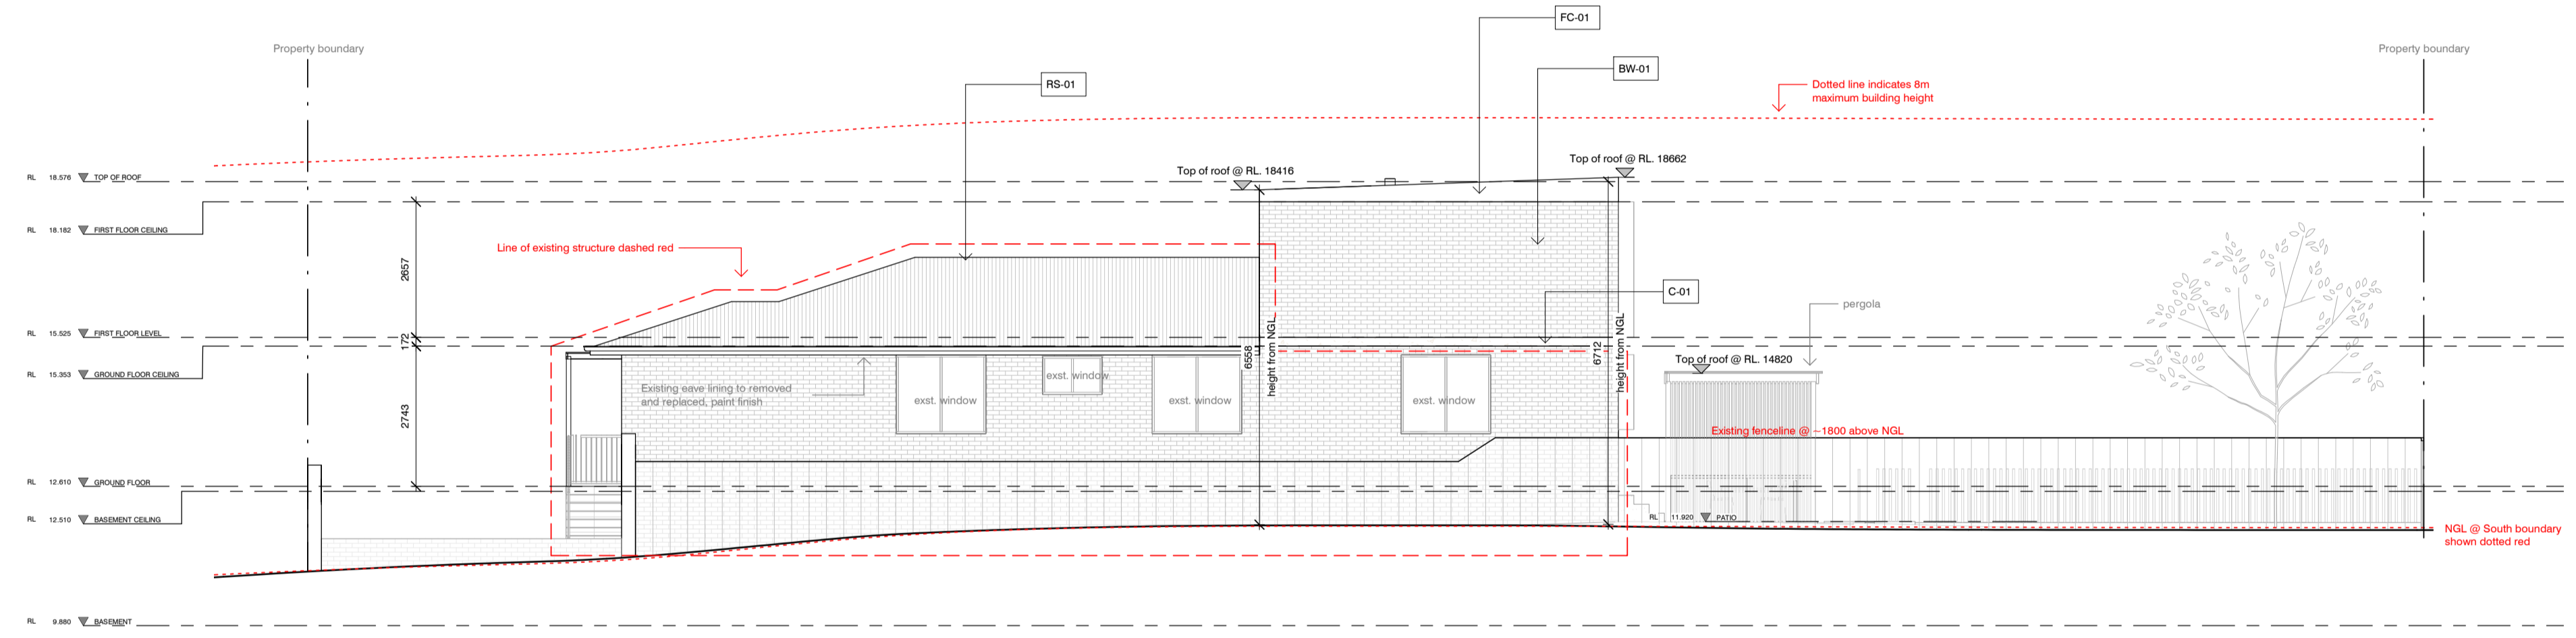 FC-01
Property boundary
Property boundary
BW-01
RS-01
Dotted line indicates 8m
maximum building height
Top of roof @ RL. 18662
Top of roof @ RL. 18416
RL 18.576 TOP OF ROOF
RL 18.182 FIRST FLOOR CEILING
Line of existing structure dashed red
2657
C-01
pergola
RL 15.525 FIRST FLOOR LEVEL
172
6558
height from NGL
6712
height from NGL
Top of roof @ RL. 14820
RL 15.353 GROUND FLOOR CEILING
exst. window
Existing eave lining to removed
and replaced, paint finish
exst. window
exst. window
exst. window
2743
Existing fenceline @ ~1800 above NGL
RL 12.610 GROUND FLOOR
RL 12.510 BASEMENT CEILING
RL 11.920 PATIO
NGL @ South boundary
shown dotted red
RL 9.880 BASEMENT